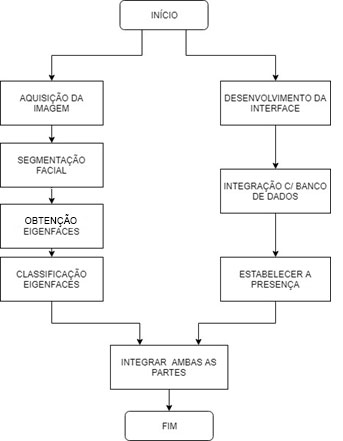 INÍCIO
AQUISIÇÃO DA
IMAGEM
SEGMENTAÇÃO
FACIAL
OBTENÇÃO
EIGENFACES
CLASSIFICAÇÃO
EIGENFACES
DESENVOLVIMENTO DA
INTERFACE
INTEGRAÇÃO C/ BANCO
DE DADOS
ESTABELECER A
PRESENÇA
INTEGRAR AMBAS AS
PARTES
FIM